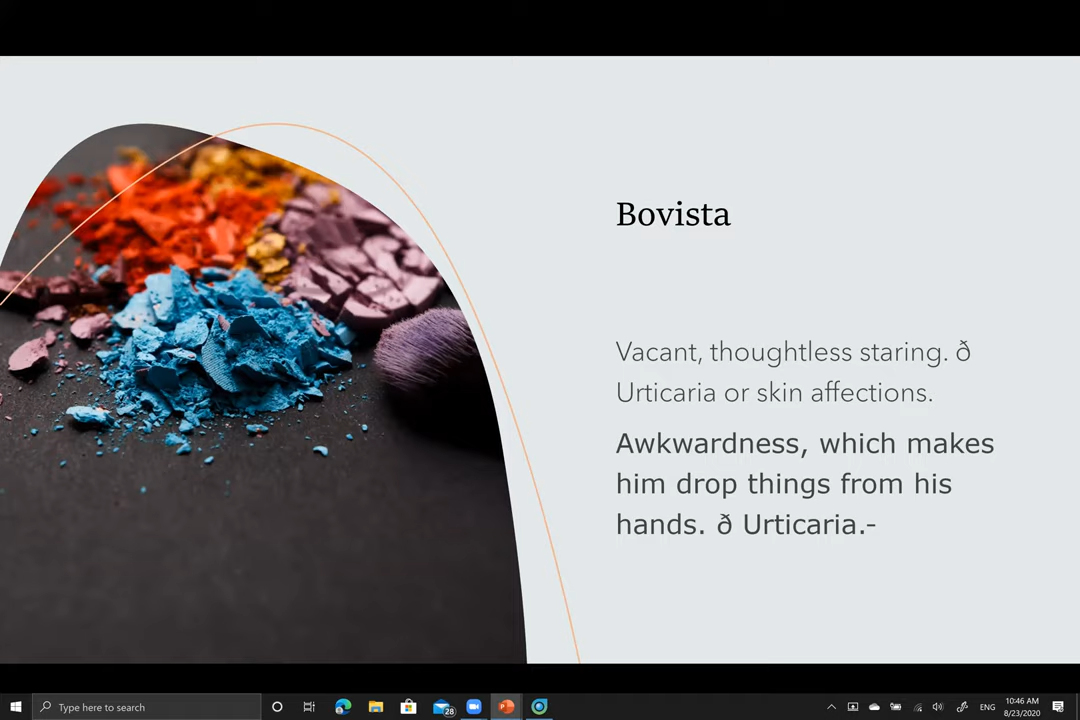 Bovista
Vacant, thoughtless staring. ð
Urticaria or skin affections.
Awkwardness, which makes
him drop things from his
hands. ð Urticaria.-
Type here to search
28
ENG
10:46 AM
8/23/2020